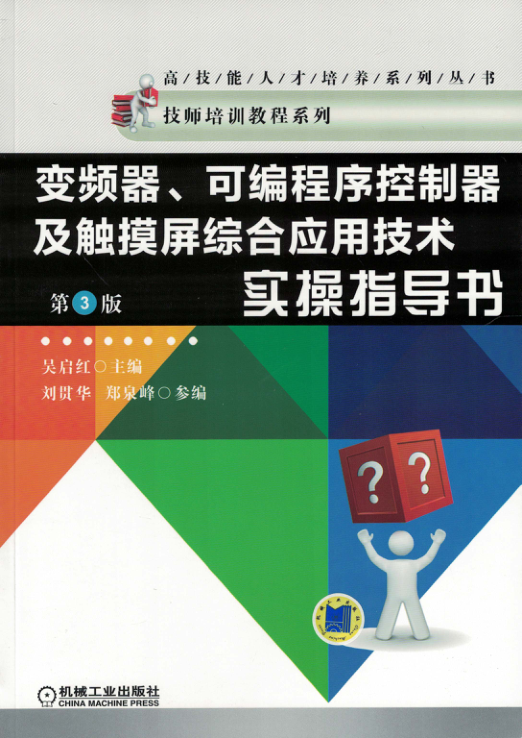 高/技/能/人/才/培/养/系/列/丛/书
技师培训教程系列
变频器、可编程序控制器
及触摸屏综合应用技术
实操指导书
第3版
吴启红○主编
刘贯华 郑泉峰○参编
? ?
机械工业出版社
CHINA MACHINE PRESS